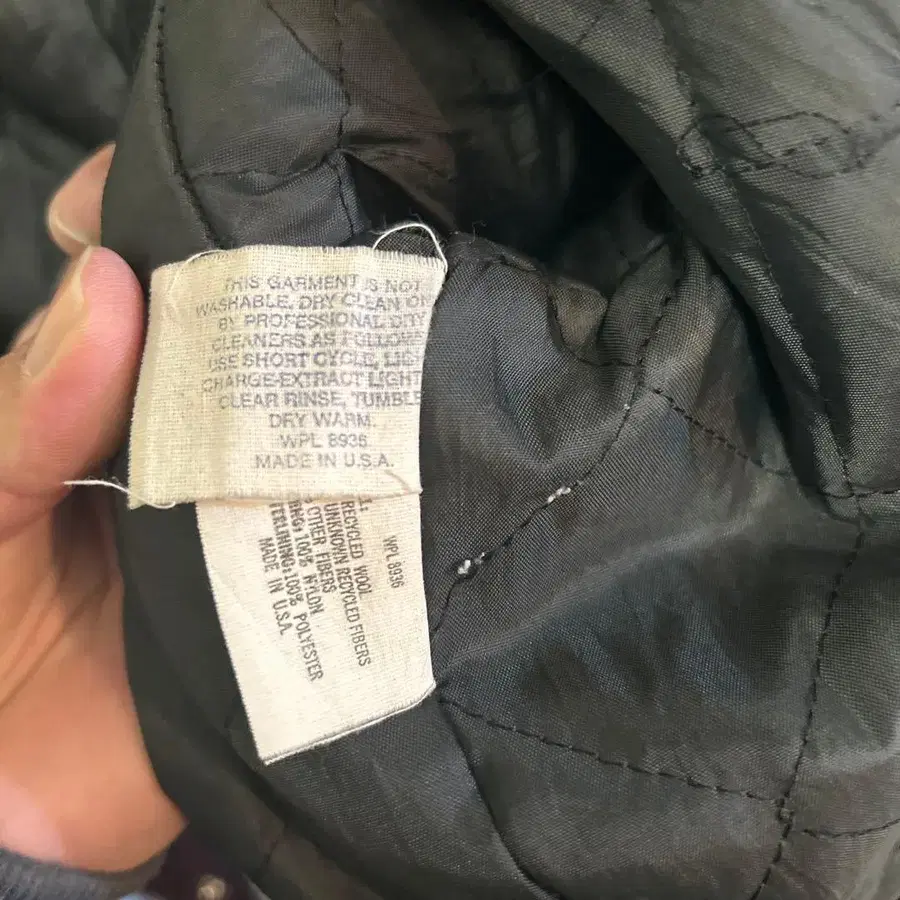 THIS GARMENT IS NOT
WASHABLE. DRY CLEAN
BY PROFESSIONAL DRY
CLEANERS AS FOLLOWS
USE SHORT CYCLE,
CHARGE-EXTRACT LIGHT
CLEAR RINSE, TUMBLE
DRY WARM.
WPL 8936
MADE IN U.S.A.
WPL 8936
RECYCLED WOOL
UNKNOWN RECYCLED FIBERS
OTHER FIBERS
100% NYLON
100% POLYESTER
MADE IN U.S.A.